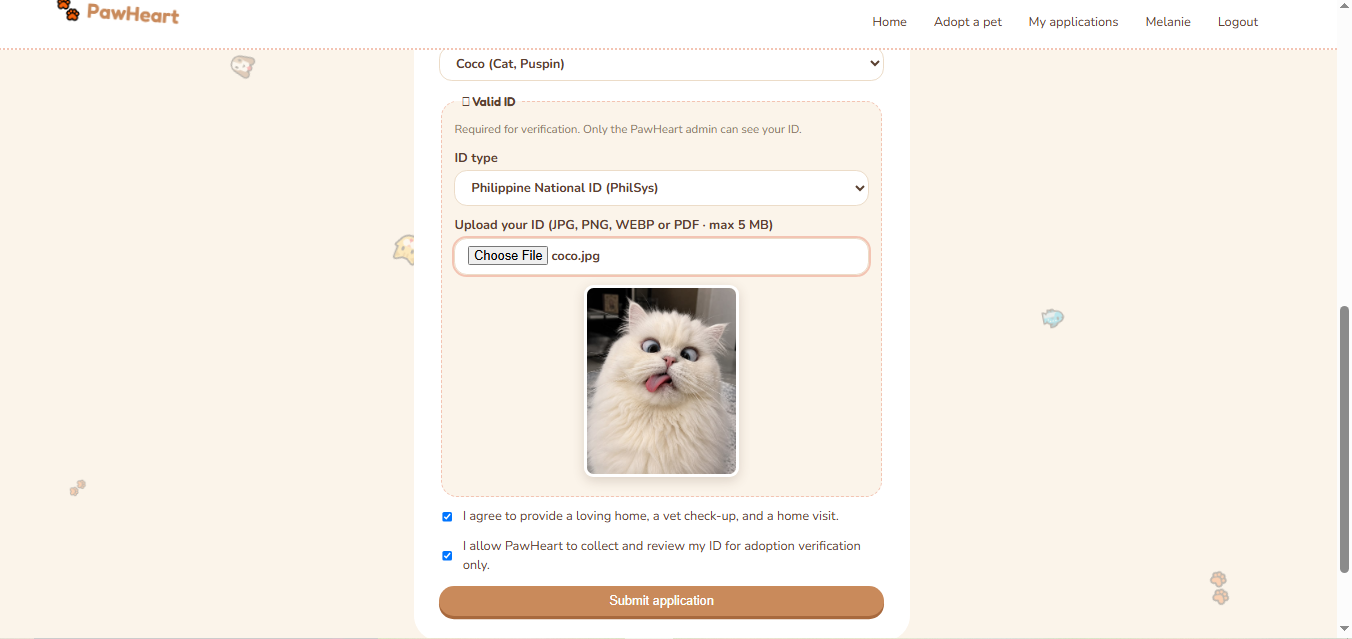 PawHeart
Home Adopt a pet My applications Melanie Logout
Coco (Cat, Puspin)
Valid ID
Required for verification. Only the PawHeart admin can see your ID.
ID type
Philippine National ID (PhilSys)
Upload your ID (JPG, PNG, WEBP or PDF · max 5 MB)
Choose File coco.jpg
I agree to provide a loving home, a vet check-up, and a home visit.
I allow PawHeart to collect and review my ID for adoption verification
only.
Submit application